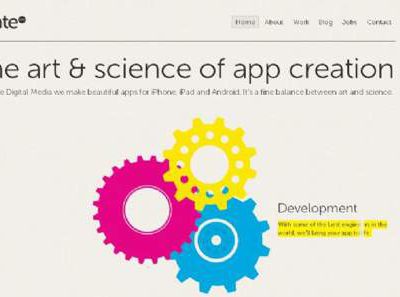 ate
Home About Work Blog Jobs Contact
he art & science of app creation
e Digital Media we make beautiful apps for iPhone, iPad and Android. It's a fine balance between art and science.
Development
With some of the best engineers in the
world, we'll bring your app to life.